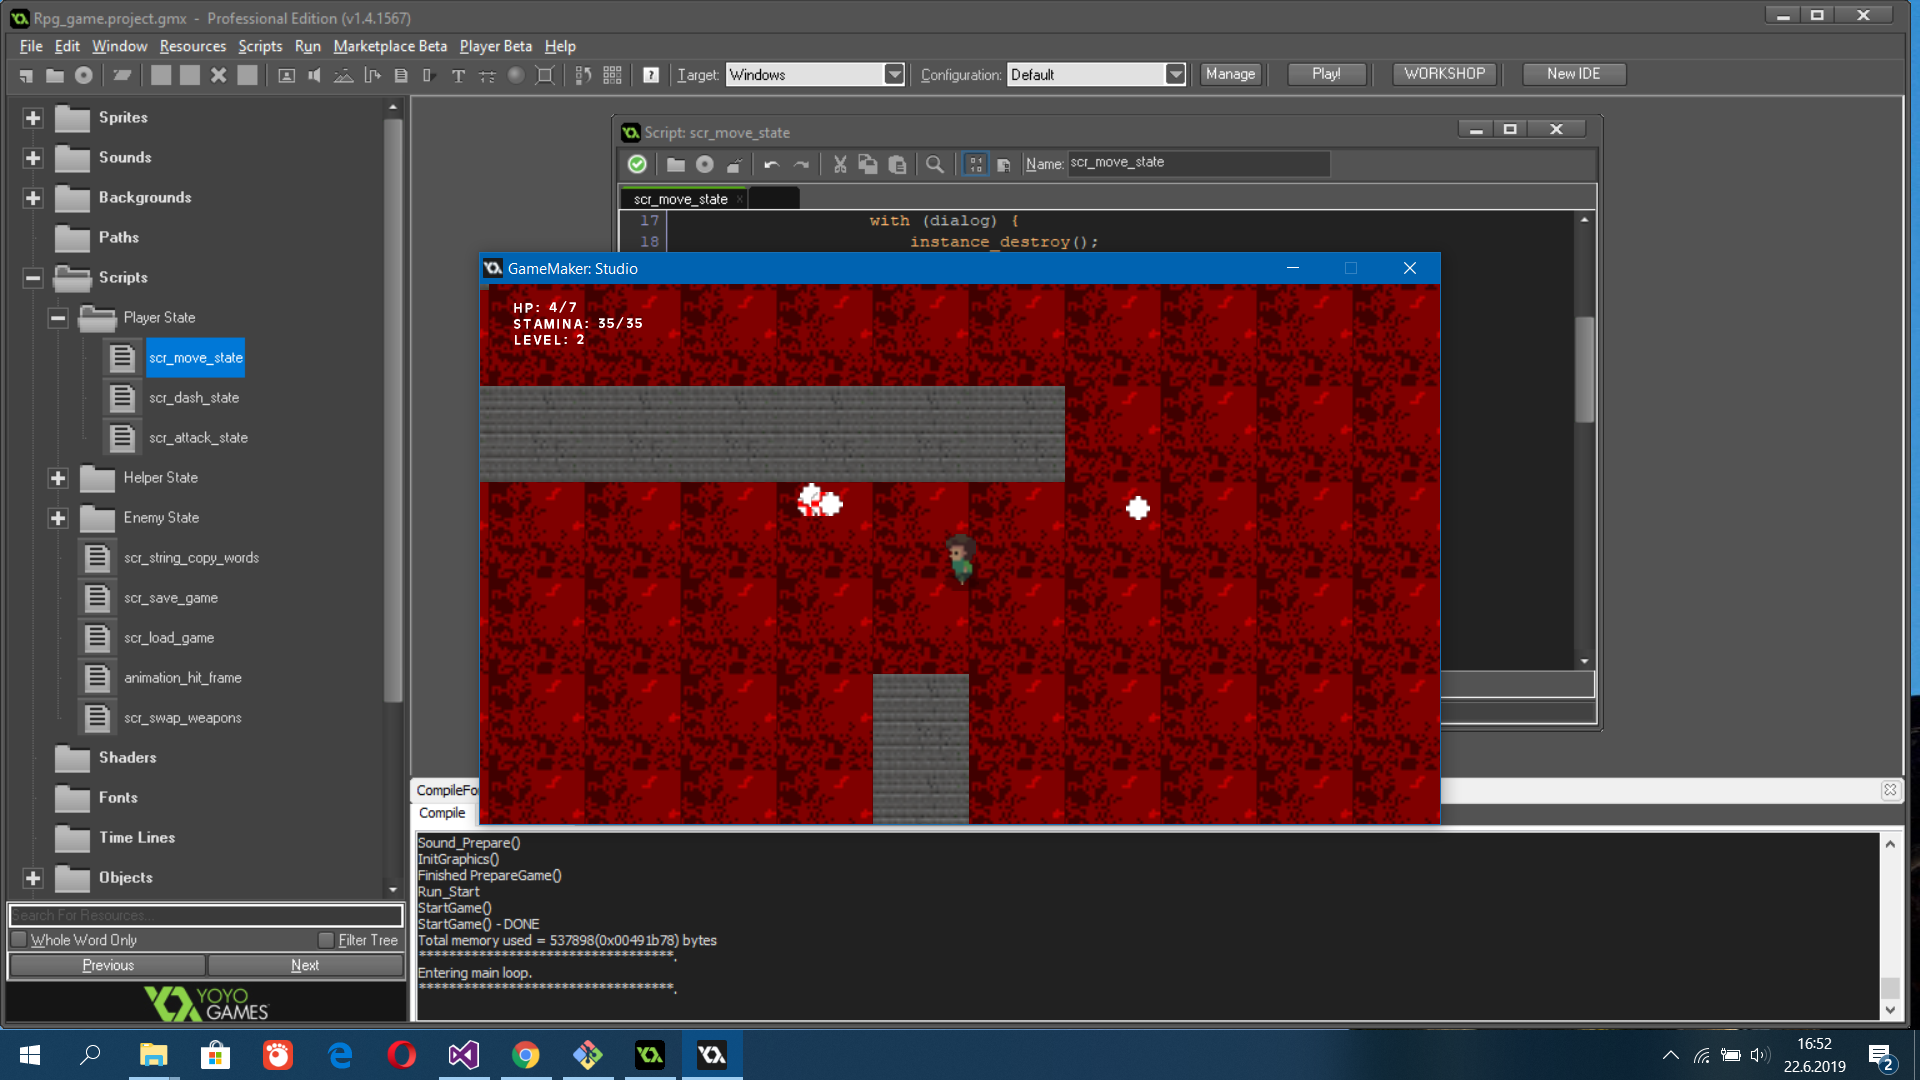 Rpg_game.project.gmx - Professional Edition (v1.4.1567)
File Edit Window Resources Scripts Run Marketplace Beta Player Beta Help
Target: Windows Configuration: Default Manage Play! WORKSHOP New IDE
Sprites
Sounds
Backgrounds
Paths
Scripts
Player State
scr_move_state
scr_dash_state
scr_attack_state
Helper State
Enemy State
scr_string_copy_words
scr_save_game
scr_load_game
animation_hit_frame
scr_swap_weapons
Shaders
Fonts
Time Lines
Objects
Search For Resources...
Whole Word Only Filter Tree
Previous Next
YOYO
GAMES
Script: scr_move_state
Name: scr_move_state
scr_move_state
17 with (dialog) {
18 instance_destroy();
GameMaker: Studio
HP: 4/7
STAMINA: 35/35
LEVEL: 2
CompileFo
Compile
Sound_Prepare()
InitGraphics()
Finished PrepareGame()
Run_Start
StartGame()
StartGame() - DONE
Total memory used = 537898(0x00491b78) bytes
**********************************.
Entering main loop.
**********************************.
16:52
22.6.2019
2